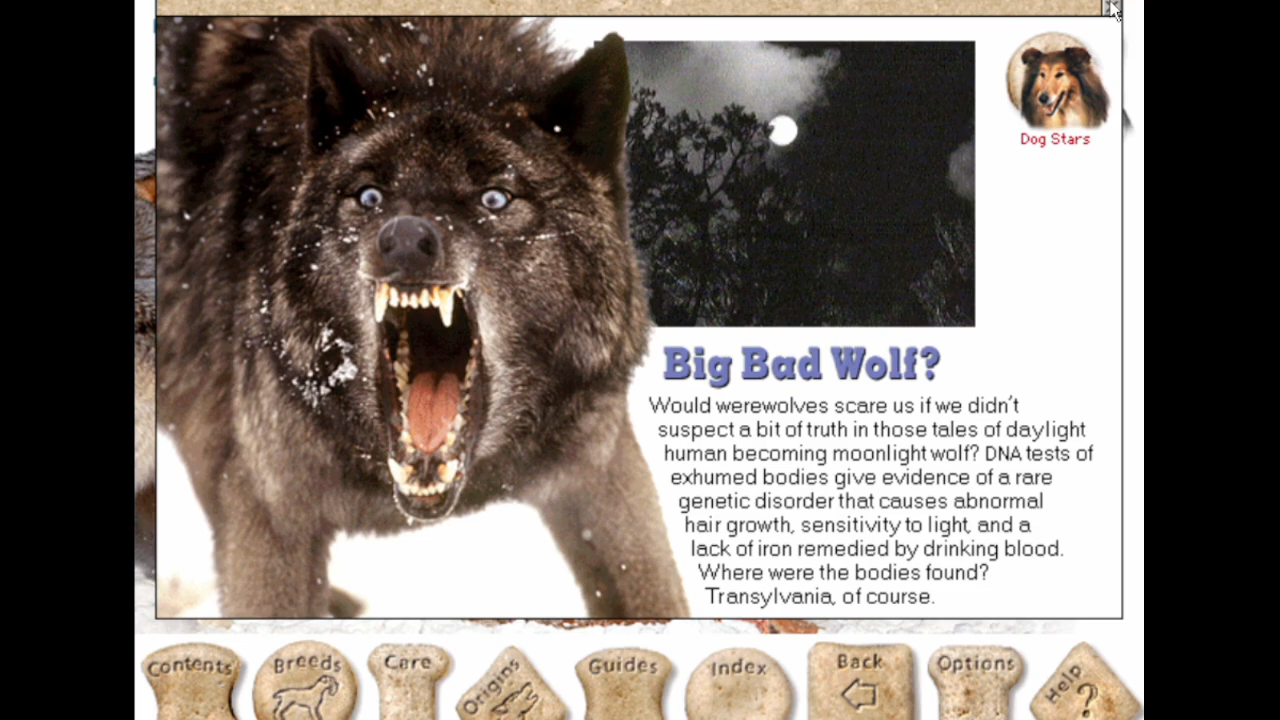 Dog Stars
Big Bad Wolf?
Would werewolves scare us if we didn't
suspect a bit of truth in those tales of daylight
human becoming moonlight wolf? DNA tests of
exhumed bodies give evidence of a rare
genetic disorder that causes abnormal
hair growth, sensitivity to light, and a
lack of iron remedied by drinking blood.
Where were the bodies found?
Transylvania, of course.
Contents
Breeds
Care
Origins
Guides
Index
Back
Options
Help
?